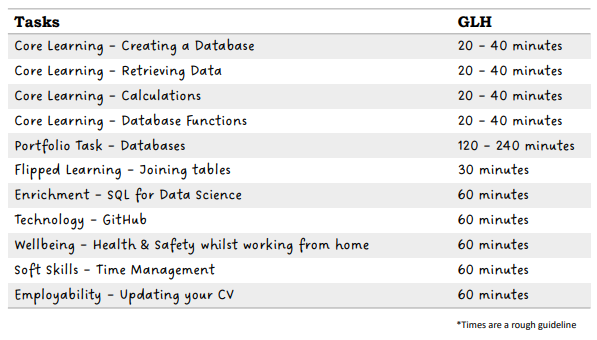 Tasks GLH
Core Learning – Creating a Database 20 – 40 minutes
Core Learning – Retrieving Data 20 – 40 minutes
Core Learning – Calculations 20 – 40 minutes
Core Learning – Database Functions 20 – 40 minutes
Portfolio Task – Databases 120 – 240 minutes
Flipped Learning – Joining tables 30 minutes
Enrichment – SQL for Data Science 60 minutes
Technology – GitHub 60 minutes
Wellbeing – Health & Safety whilst working from home 60 minutes
Soft Skills – Time Management 60 minutes
Employability – Updating your CV 60 minutes
*Times are a rough guideline